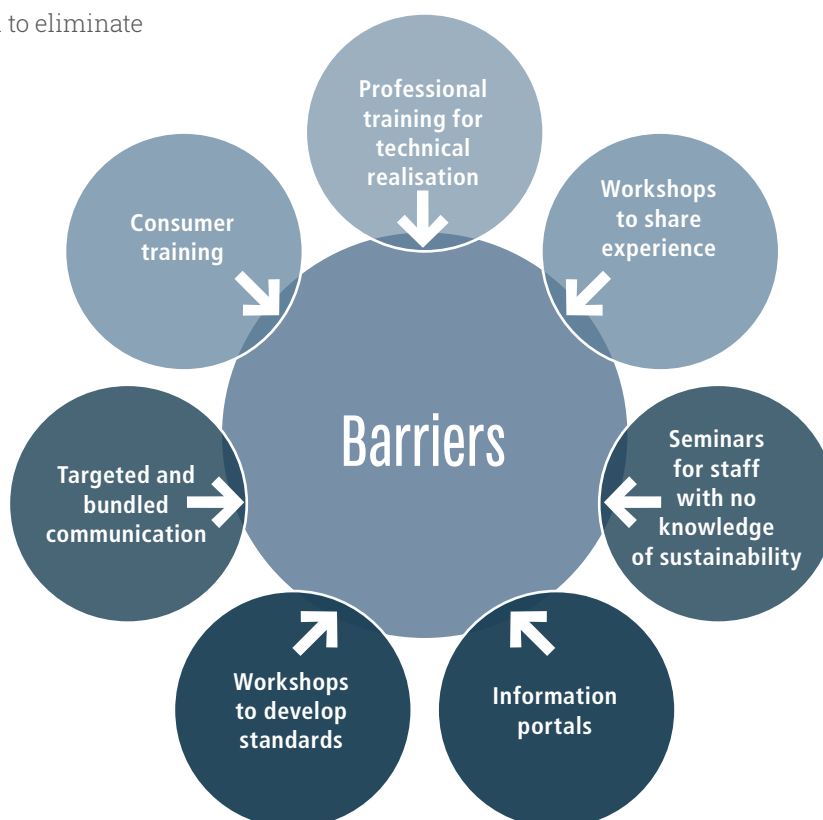 to eliminate
Professional
training for
technical
realisation
Workshops
to share
experience
Consumer
training
Barriers
Seminars
for staff
with no
knowledge
of sustainability
Targeted and
bundled
communication
Workshops
to develop
standards
Information
portals